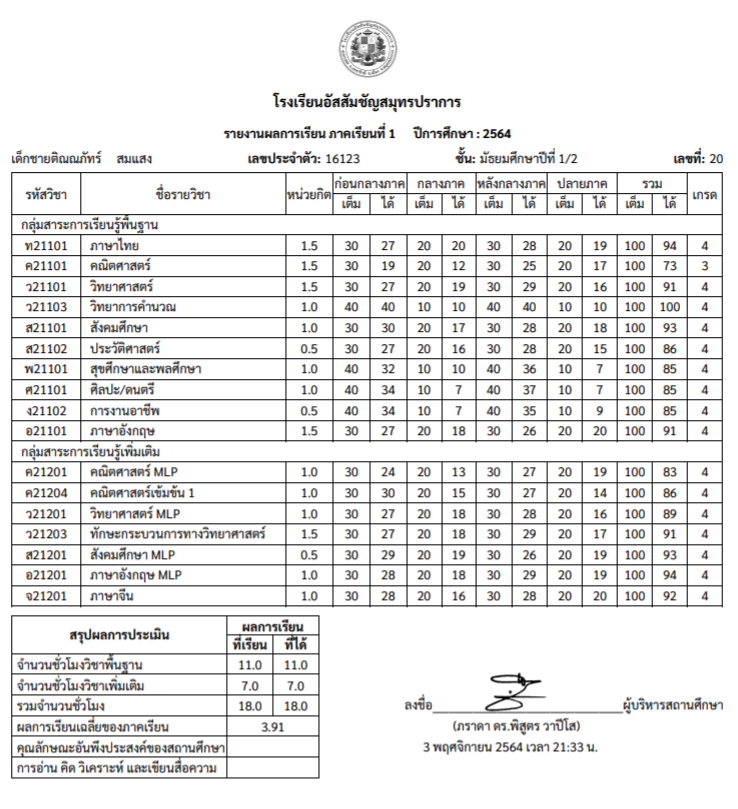 โรงเรียนอัสสัมชัญสมุทรปราการ
รายงานผลการเรียน ภาคเรียนที่ 1 ปีการศึกษา : 2564
เด็กชายติณณภัทร์ สมแสง เลขประจำตัว: 16123 ชั้น: มัธยมศึกษาปีที่ 1/2 เลขที่: 20
รหัสวิชา ชื่อรายวิชา หน่วยกิต ก่อนกลางภาค กลางภาค หลังกลางภาค ปลายภาค รวม เกรด
เต็ม ได้ เต็ม ได้ เต็ม ได้ เต็ม ได้ เต็ม ได้
กลุ่มสาระการเรียนรู้พื้นฐาน
ท21101 ภาษาไทย 1.5 30 27 20 20 30 28 20 19 100 94 4
ค21101 คณิตศาสตร์ 1.5 30 19 20 12 30 25 20 17 100 73 3
ว21101 วิทยาศาสตร์ 1.5 30 27 20 19 30 29 20 16 100 91 4
ว21103 วิทยาการคำนวณ 1.0 40 40 10 10 40 40 10 10 100 100 4
ส21101 สังคมศึกษา 1.0 30 30 20 17 30 28 20 18 100 93 4
ส21102 ประวัติศาสตร์ 0.5 30 27 20 16 30 28 20 15 100 86 4
พ21101 สุขศึกษาและพลศึกษา 1.0 40 32 10 10 40 36 10 7 100 85 4
ศ21101 ศิลปะ/ดนตรี 1.0 40 34 10 7 40 37 10 7 100 85 4
ง21102 การงานอาชีพ 0.5 40 34 10 7 40 35 10 9 100 85 4
อ21101 ภาษาอังกฤษ 1.5 30 27 20 18 30 26 20 20 100 91 4
กลุ่มสาระการเรียนรู้เพิ่มเติม
ค21201 คณิตศาสตร์ MLP 1.0 30 24 20 13 30 27 20 19 100 83 4
ค21204 คณิตศาสตร์เข้มข้น 1 1.0 30 30 20 15 30 27 20 14 100 86 4
ว21201 วิทยาศาสตร์ MLP 1.0 30 27 20 18 30 28 20 16 100 89 4
ว21203 ทักษะกระบวนการทางวิทยาศาสตร์ 1.5 30 27 20 18 30 29 20 17 100 91 4
ส21201 สังคมศึกษา MLP 0.5 30 29 20 19 30 26 20 19 100 93 4
อ21201 ภาษาอังกฤษ MLP 1.0 30 28 20 18 30 29 20 19 100 94 4
จ21201 ภาษาจีน 1.0 30 28 20 16 30 28 20 20 100 92 4
สรุปผลการประเมิน ผลการเรียน
ที่เรียน ที่ได้
จำนวนชั่วโมงวิชาพื้นฐาน 11.0 11.0
จำนวนชั่วโมงวิชาเพิ่มเติม 7.0 7.0
รวมจำนวนชั่วโมง 18.0 18.0
ผลการเรียนเฉลี่ยของภาคเรียน 3.91
คุณลักษณะอันพึงประสงค์ของสถานศึกษา
การอ่าน คิด วิเคราะห์ และเขียนสื่อความ
ลงชื่อ ผู้บริหารสถานศึกษา
(ภราดา ดร.พิสูตร วาปีโส)
3 พฤศจิกายน 2564 เวลา 21:33 น.